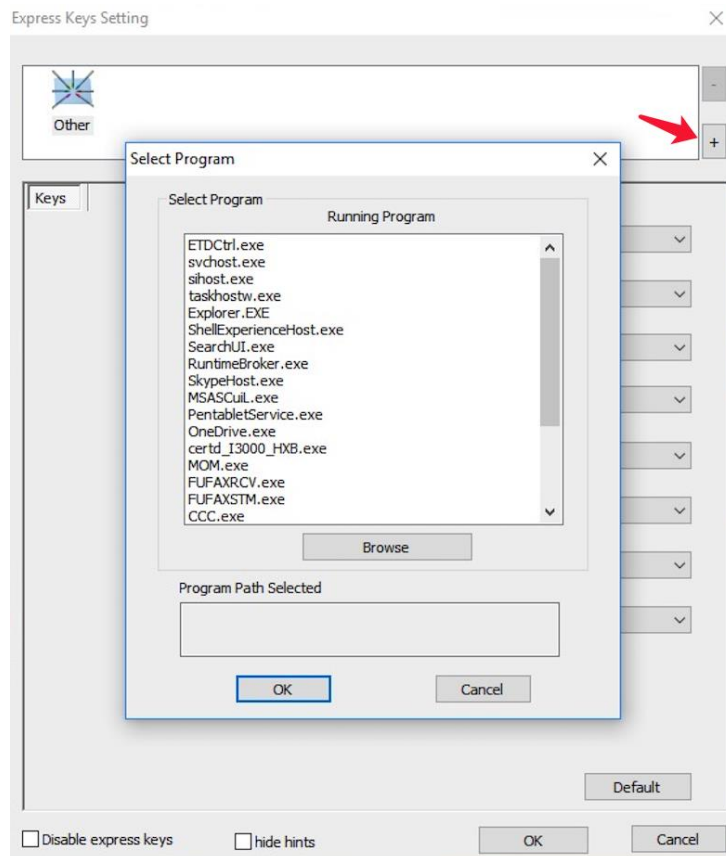 Express Keys Setting
-
Other
+
Select Program
Keys
Select Program
Running Program
ETDCtrl.exe
svchost.exe
sihost.exe
taskhostw.exe
Explorer.EXE
ShellExperienceHost.exe
SearchUI.exe
RuntimeBroker.exe
SkypeHost.exe
MSASCuiL.exe
PentabletService.exe
OneDrive.exe
certd_I3000_HXB.exe
MOM.exe
FUFAXRCV.exe
FUFAXSTM.exe
CCC.exe
Browse
Program Path Selected
OK Cancel
Default
Disable express keys hide hints OK Cancel